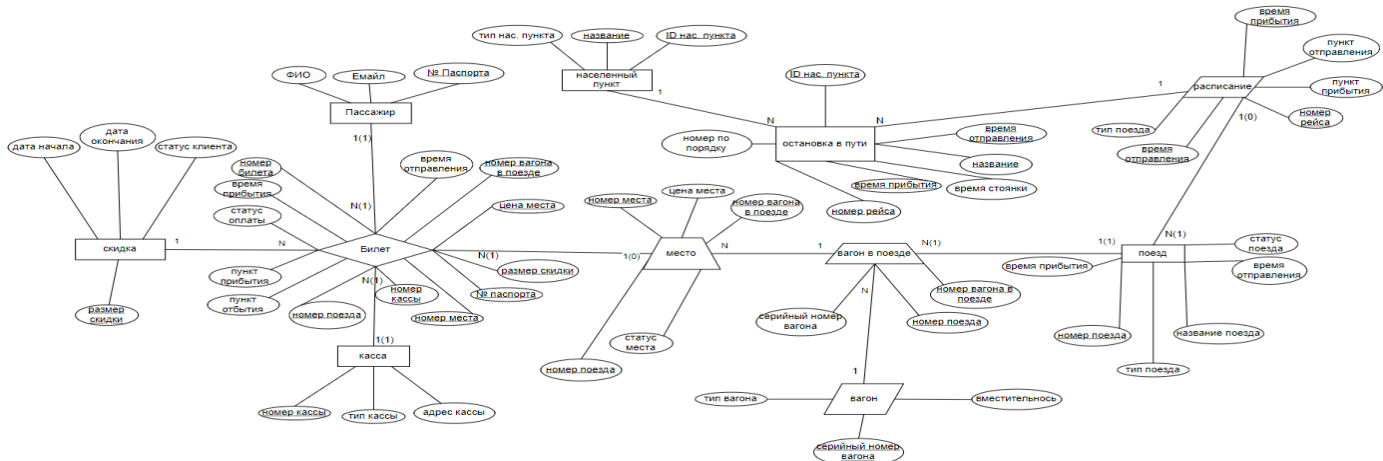 время
прибытия
тип нас. пункта
название
ID нас. пункта
пункт
отправления
ФИО
Емайл
№ Паспорта
населенный
пункт
ID нас. пункта
1
расписание
пункт
прибытия
Пассажир
1
номер
рейса
1(0)
дата
окончания
дата начала
статус клиента
1(1)
N
N
номер по
порядку
остановка в пути
время
отправления
тип поезда
время
отправления
номер
билета
время
отправления
номер вагона
в поезде
название
время
прибытия
время прибытия
время стоянки
цена места
номер места
номер вагона
в поезде
номер рейса
статус
оплаты
N(1)
цена места
скидка
1
N
Билет
N(1)
1(0)
место
N
1
вагон в поезде
N(1)
1(1)
N(1)
поезд
статус
поезда
время
отправления
время прибытия
пункт
прибытия
N(1)
размер скидки
номер
кассы
№ паспорта
пункт
отбытия
номер поезда
номер места
размер
скидки
N
номер вагона в
поезде
серийный номер
вагона
номер поезда
статус
места
номер поезда
название поезда
1(1)
касса
номер поезда
тип поезда
1
номер кассы
тип кассы
адрес кассы
тип вагона
вагон
вместительнось
серийный номер
вагона